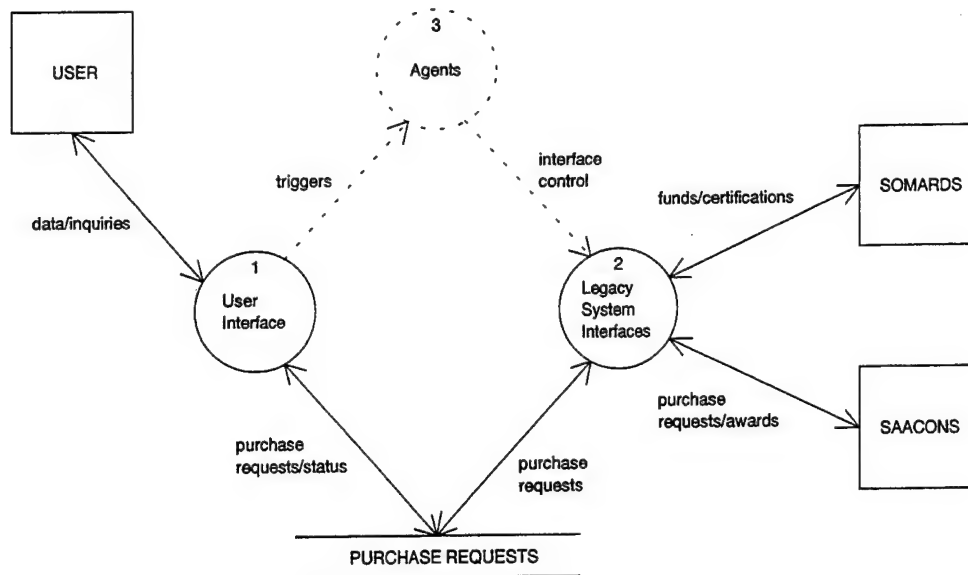 3
Agents
USER
triggers
interface
control
data/inquiries
funds/certifications
SOMARDS
1
User
Interface
2
Legacy
System
Interfaces
purchase
requests/status
purchase
requests
purchase
requests/awards
SAACONS
PURCHASE REQUESTS